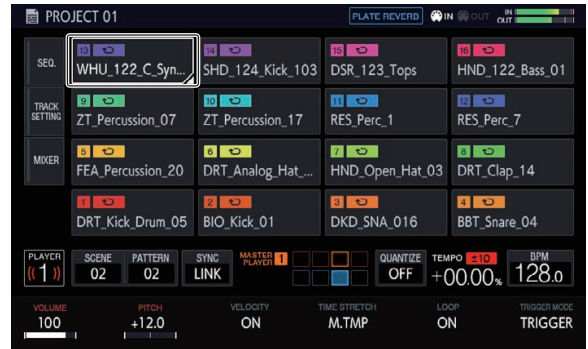 PROJECT 01
PLATE REVERB
IN
OUT
IN
OUT
SEQ.
13
WHU_122_C_Syn...
14
SHD_124_Kick_103
15
DSR_123_Tops
16
HND_122_Bass_01
TRACK
SETTING
9
ZT_Percussion_07
10
ZT_Percussion_17
11
RES_Perc_1
12
RES_Perc_7
MIXER
5
FEA_Percussion_20
6
DRT_Analog_Hat_...
7
HND_Open_Hat_03
8
DRT_Clap_14
1
DRT_Kick_Drum_05
2
BIO_Kick_01
3
DKD_SNA_016
4
BBT_Snare_04
PLAYER
1
SCENE
02
PATTERN
02
SYNC
LINK
MASTER
PLAYER
1
QUANTIZE
OFF
TEMPO ±10
+00.00%
BPM
128.0
VOLUME
100
PITCH
+12.0
VELOCITY
ON
TIME STRETCH
M.TMP
LOOP
ON
TRIGGER MODE
TRIGGER